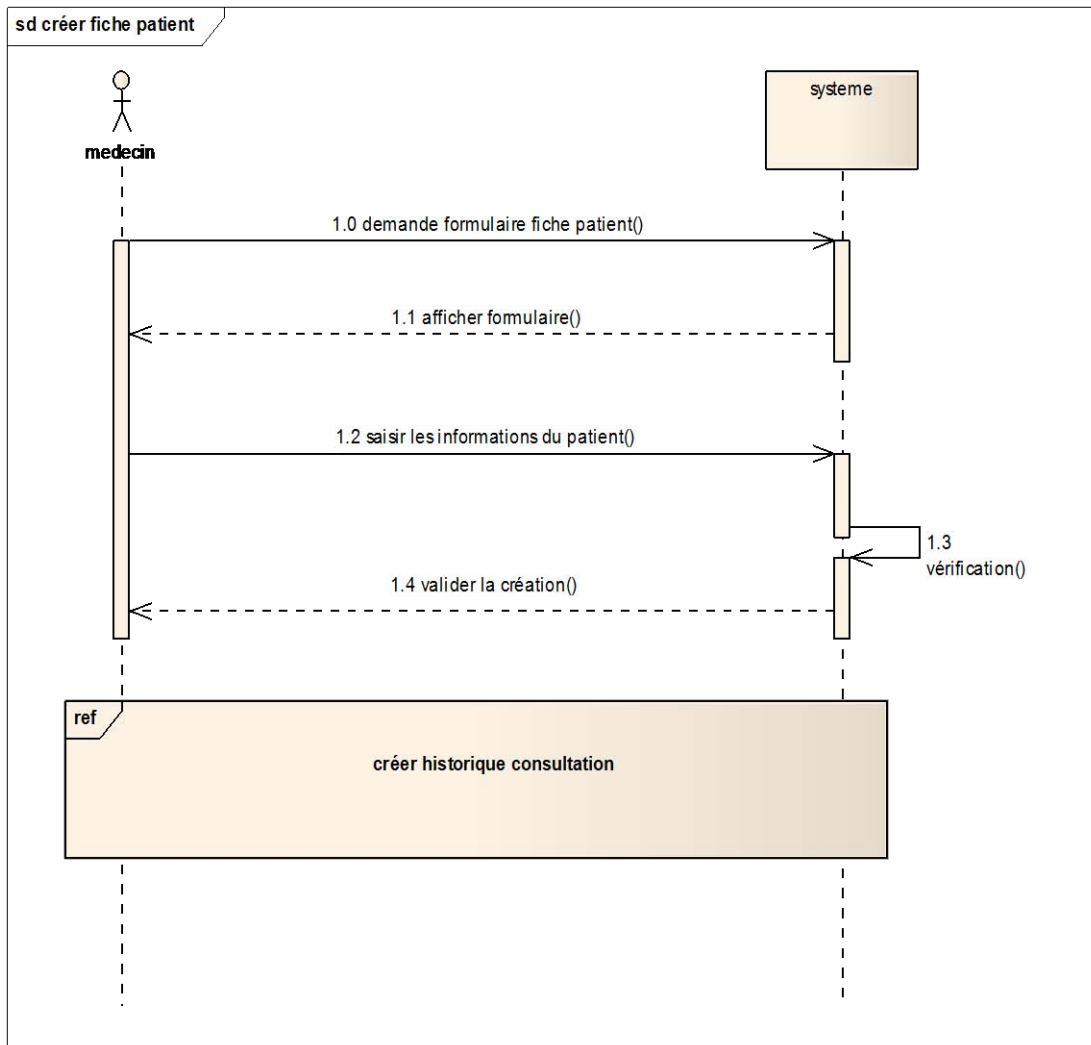 sd créer fiche patient
medecin
systeme
1.0 demande formulaire fiche patient()
1.1 afficher formulaire()
1.2 saisir les informations du patient()
1.3
vérification()
1.4 valider la création()
ref
créer historique consultation